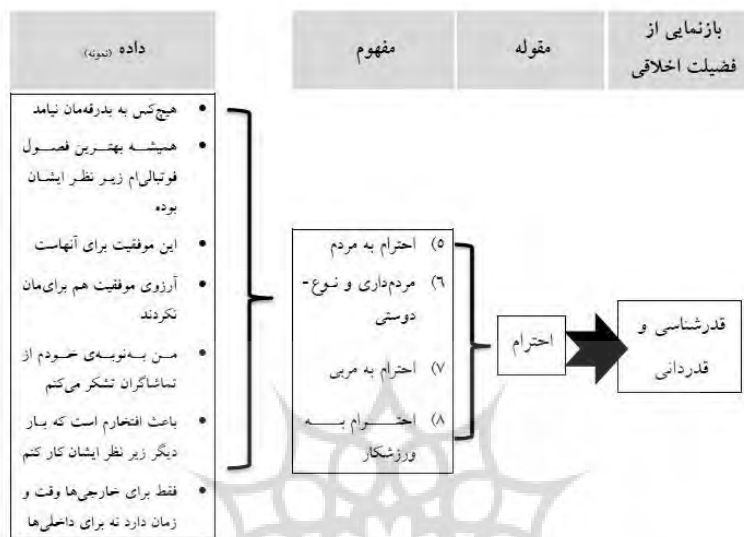 داده (نمونه)
مفهوم
مقوله
بازنمایی از
فضیلت اخلاقی
• هیچ‌کس به بدرقه‌مان نیامد
• همیشه بهترین فصول
فوتبالی‌ام زیر نظر ایشان
بوده
• این موفقیت برای آنهاست
• آرزوی موفقیت هم برای‌مان
نکردند
• من به‌نوبه‌ی خودم از
تماشاگران تشکر می‌کنم
• باعث افتخارم است که بار
دیگر زیر نظر ایشان کار کنم
• فقط برای خارجی‌ها وقت و
زمان دارد نه برای داخلی‌ها
۵) احترام به مردم
۶) مردم‌داری و نوع-
دوستی
۷) احترام به مربی
۸) احترام به
ورزشکار
احترام
قدرشناسی و
قدردانی